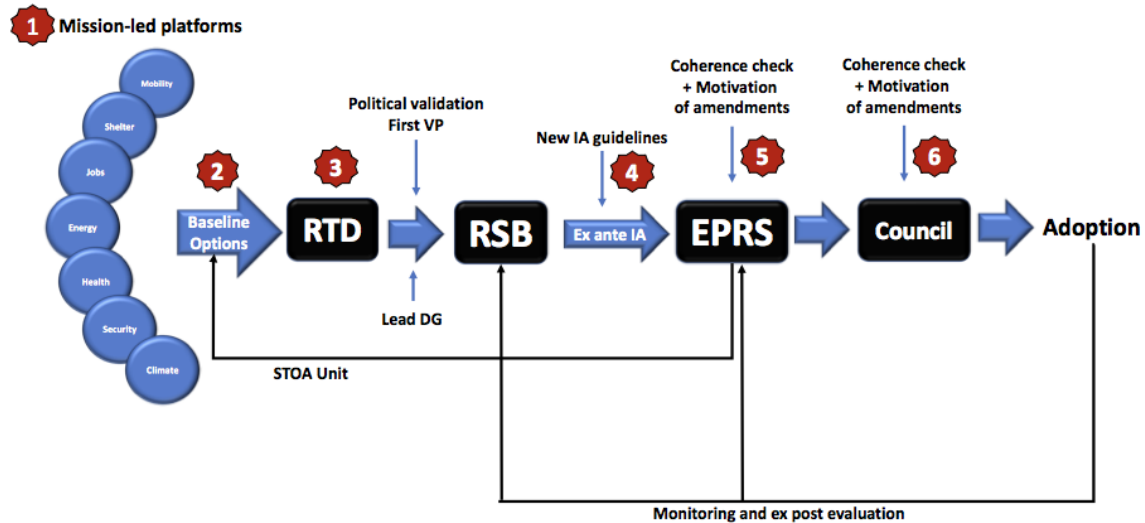 1 Mission-led platforms
Mobility
Shelter
Jobs
Energy
Health
Security
Climate
2
Baseline
Options
3
RTD
Political validation
First VP
Lead DG
RSB
New IA guidelines
4
Ex ante IA
Coherence check
+ Motivation
of amendments
5
EPRS
Coherence check
+ Motivation
of amendments
6
Council
Adoption
STOA Unit
Monitoring and ex post evaluation